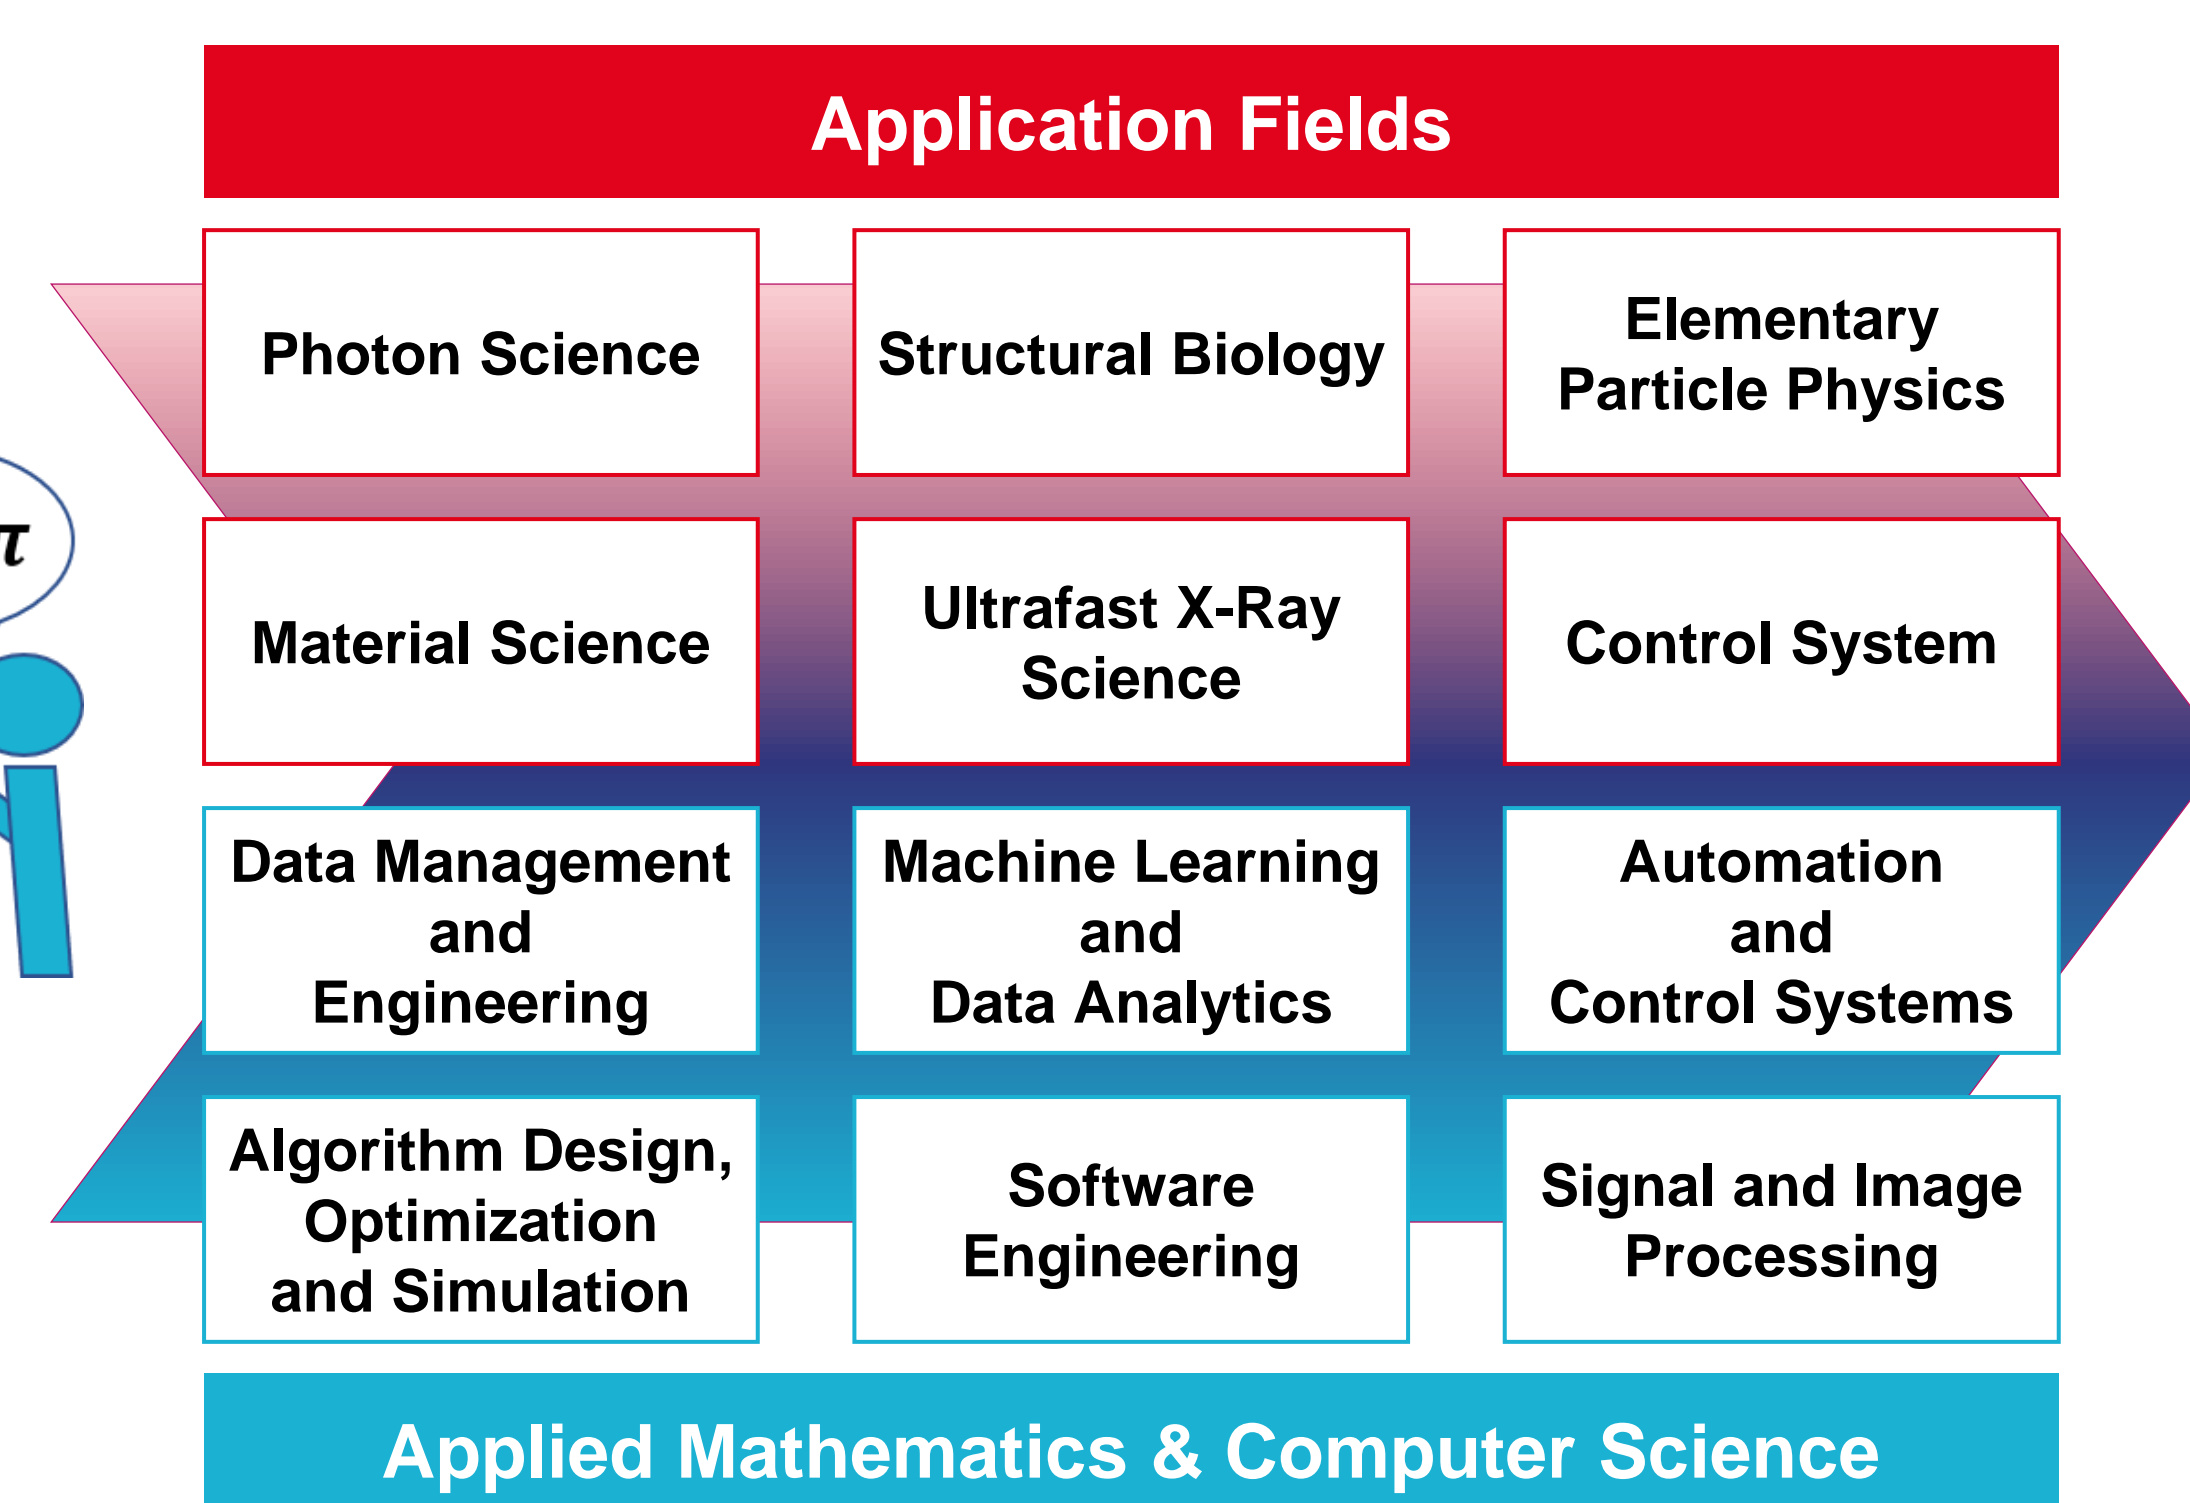 Application Fields
Photon Science
Structural Biology
Elementary
Particle Physics
π
Material Science
Ultrafast X-Ray
Science
Control System
Data Management
and
Engineering
Machine Learning
and
Data Analytics
Automation
and
Control Systems
Algorithm Design,
Optimization
and Simulation
Software
Engineering
Signal and Image
Processing
Applied Mathematics & Computer Science